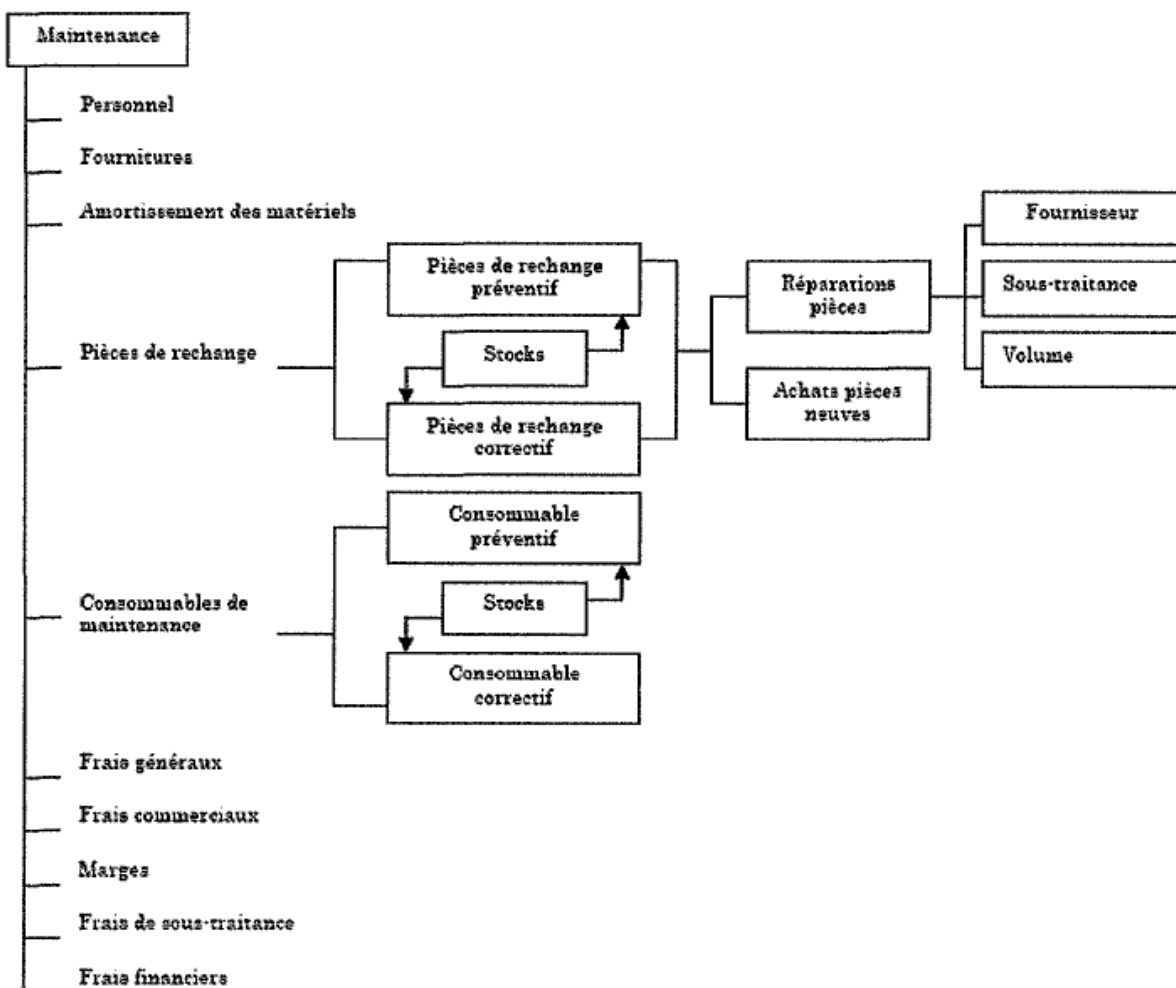 Maintenance
Personnel
Fournitures
Amortissement des matériels
Fournisseur
Pièces de rechange
préventif
Réparations
pièces
Sous-traitance
Stocks
Pièces de rechange
Volume
Achats pièces
neuves
Pièces de rechange
correctif
Consommable
préventif
Stocks
Consommables de
maintenance
Consommable
correctif
Frais généraux
Frais commerciaux
Marges
Frais de sous-traitance
Frais financiers